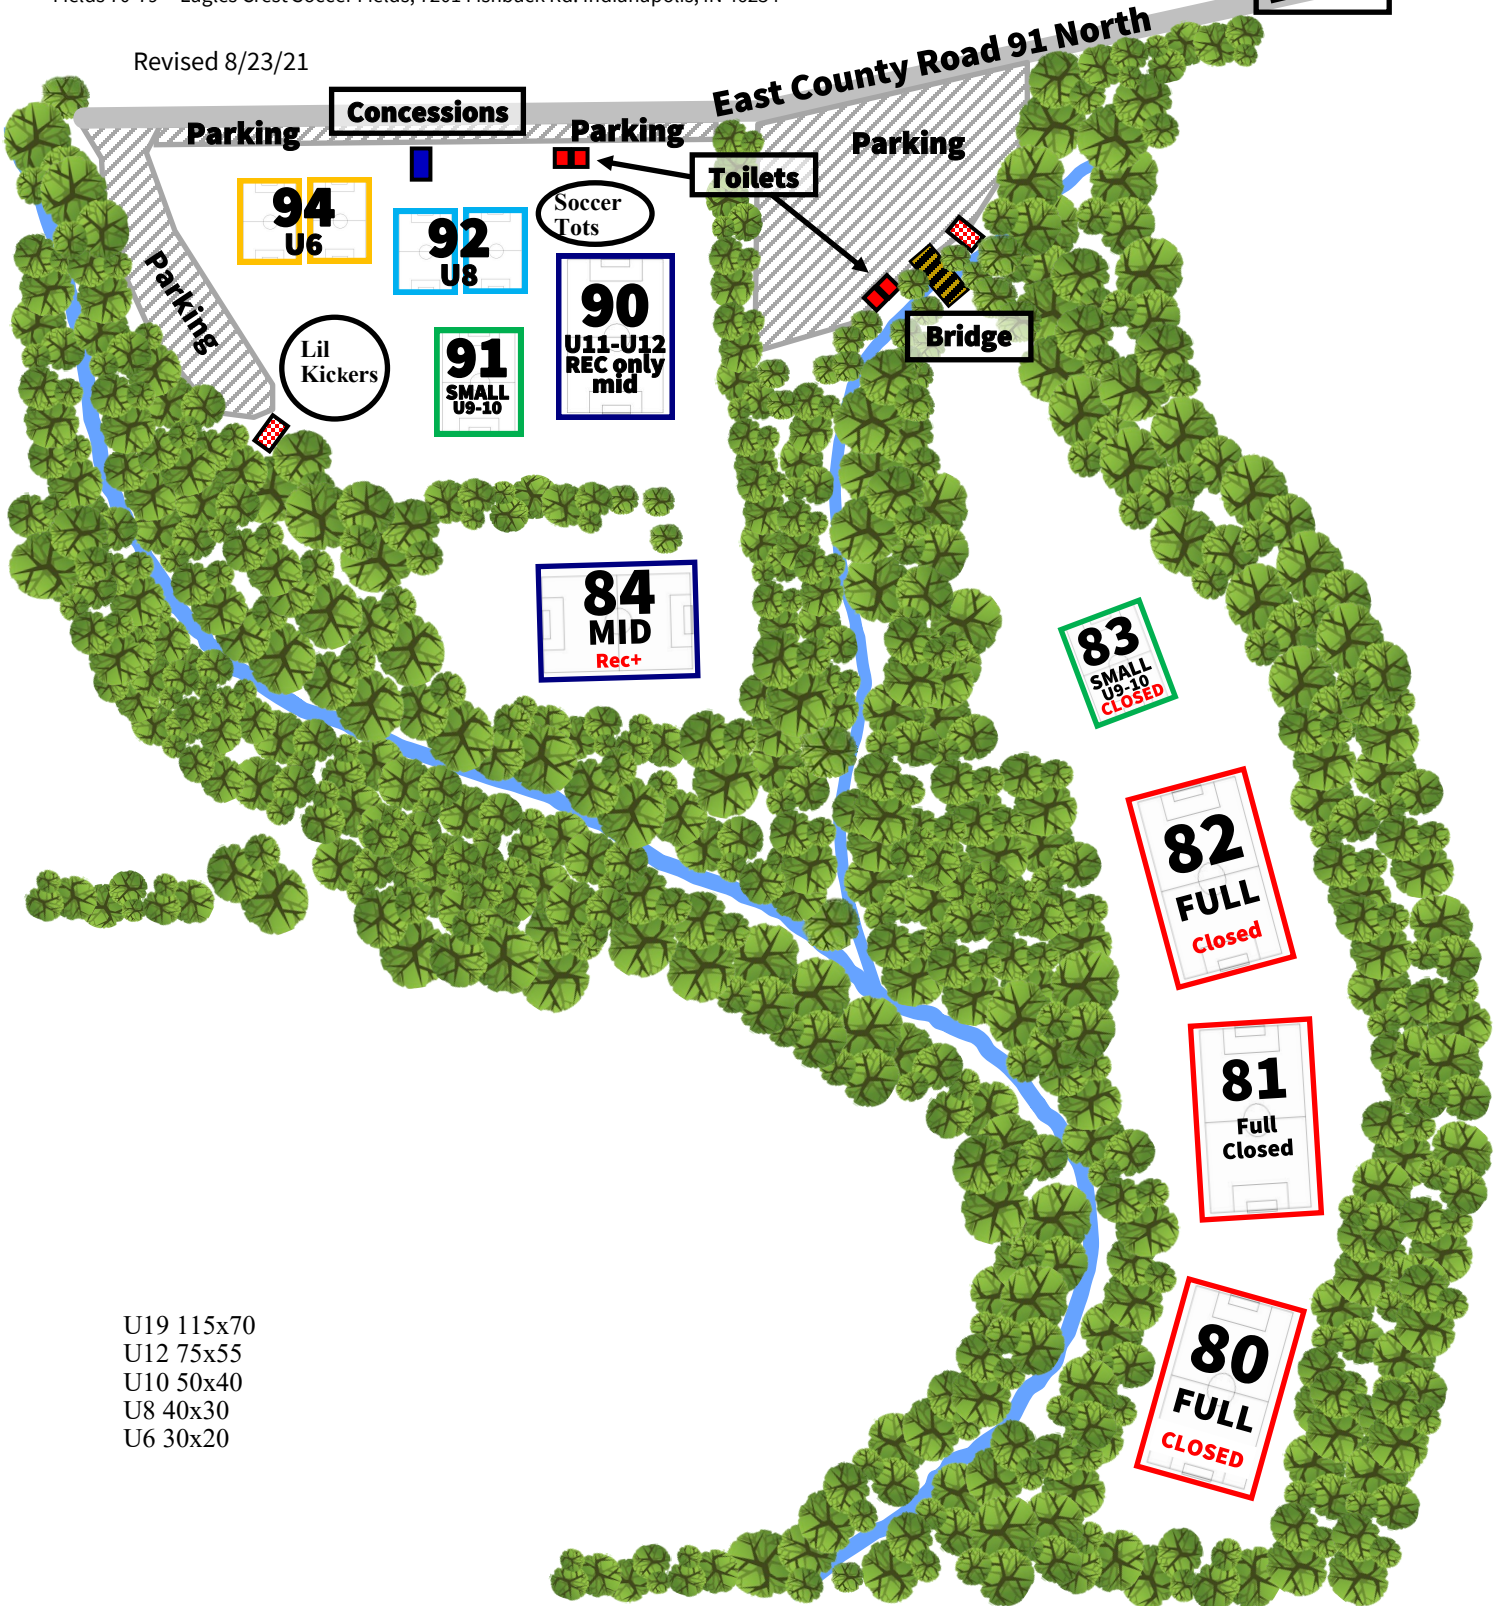 Revised 8/23/21
East County Road 91 North
Concessions
Parking
Parking
Parking
Toilets
94
U6
92
U8
Soccer
Tots
Parking
90
U11-U12
REC only
mid
Bridge
Lil
Kickers
91
SMALL
U9-10
84
MID
Rec+
83
SMALL
U9-10
CLOSED
82
FULL
Closed
81
Full
Closed
80
FULL
CLOSED
U19 115x70
U12 75x55
U10 50x40
U8 40x30
U6 30x20